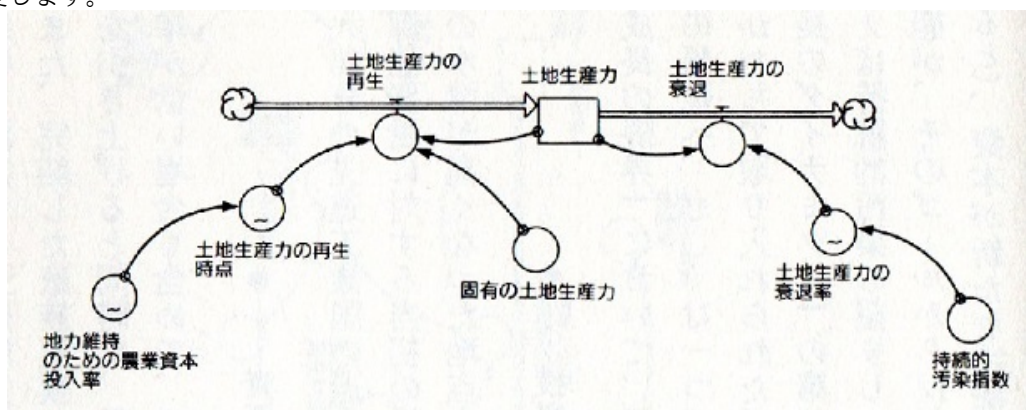 します。
土地生産力の
再生
土地生産力
土地生産力の
衰退
土地生産力の再生
時点
固有の土地生産力
土地生産力の
衰退率
地力維持
のための農業資本
投入率
持続的
汚染指数